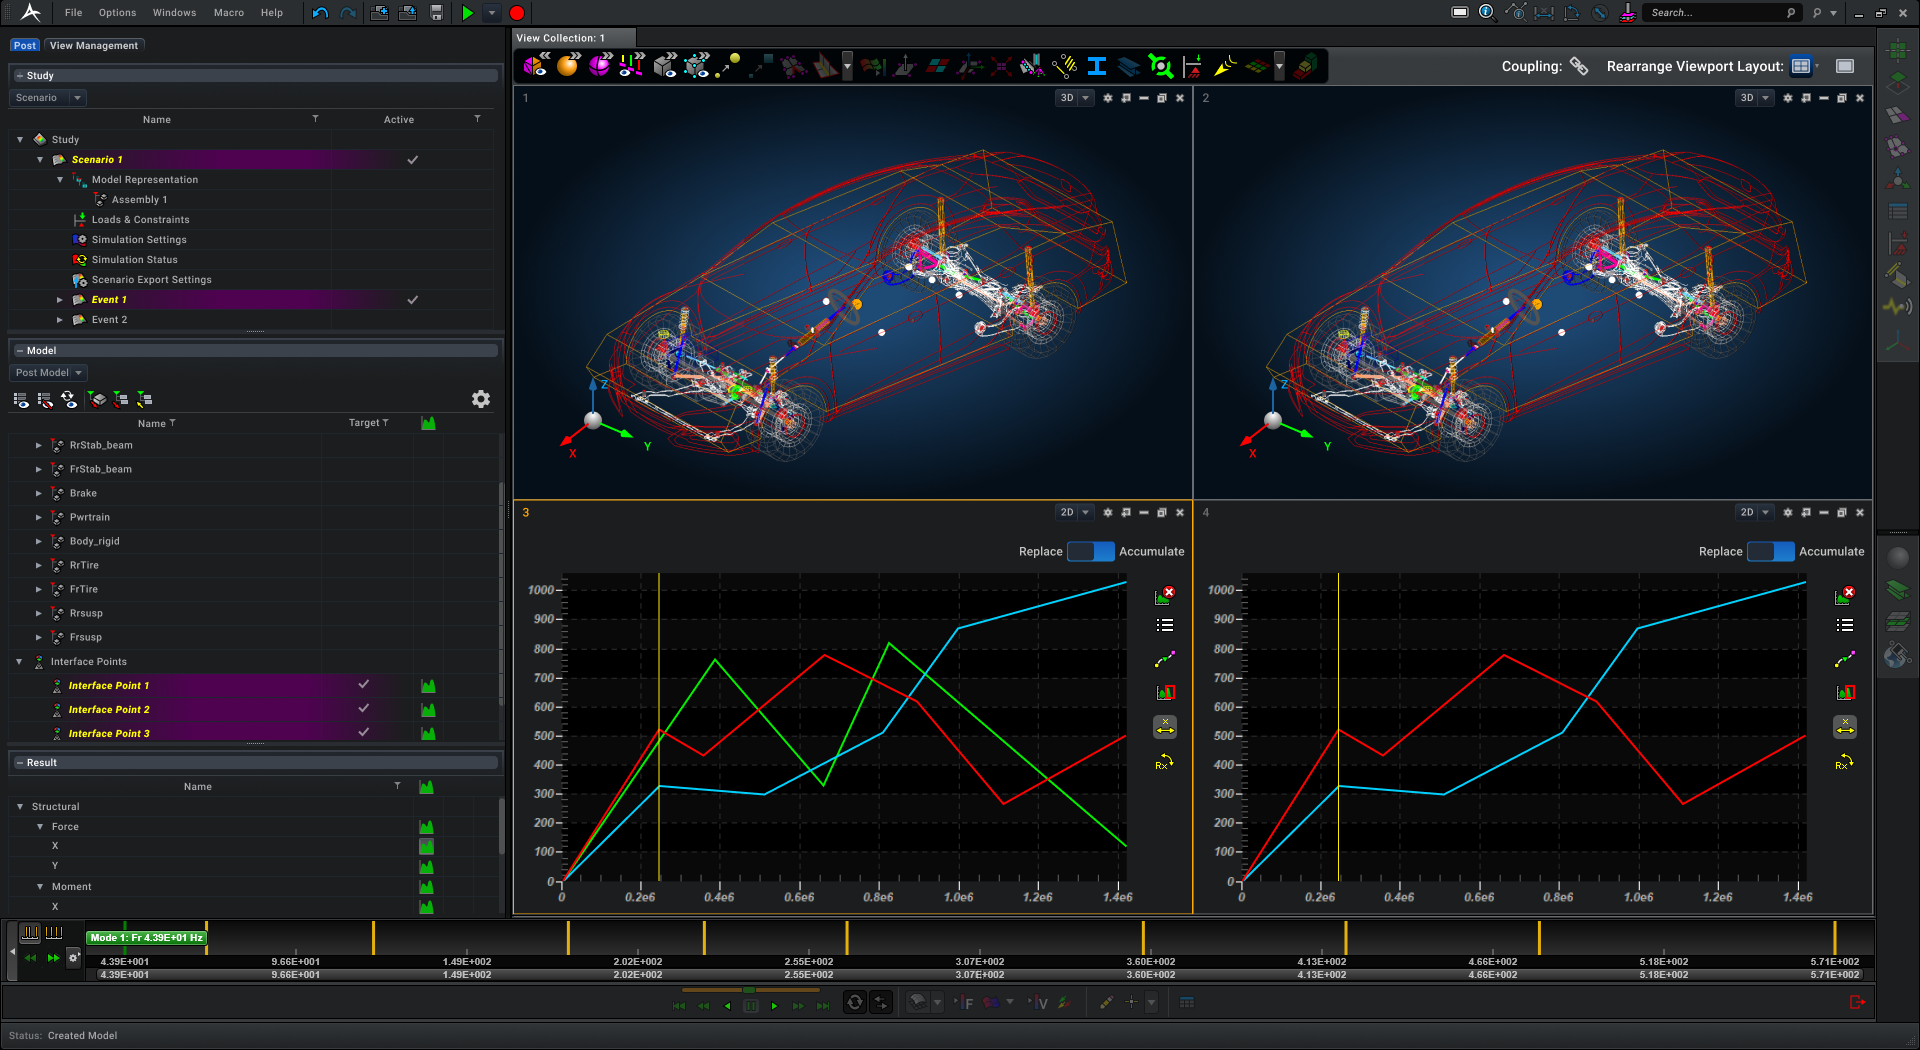 File Options Windows Macro Help
Search...
Post View Management
View Collection: 1
Coupling: Rearrange Viewport Layout:
Study
Scenario
Name Active
Study
Scenario 1
Model Representation
Assembly 1
Loads & Constraints
Simulation Settings
Simulation Status
Scenario Export Settings
Event 1
Event 2
Model
Post Model
Name Target
RrStab_beam
FrStab_beam
Brake
Pwrtrain
Body_rigid
RrTire
FrTire
Rrsusp
Frsusp
Interface Points
Interface Point 1
Interface Point 2
Interface Point 3
Result
Name
Structural
Force
X
Y
Moment
X
1 3D
Z
Y
X
2 3D
Z
Y
X
3 2D
Replace Accumulate
1000
900
800
700
600
500
400
300
200
100
0
0 0.2e6 0.4e6 0.6e6 0.8e6 1.0e6 1.2e6 1.4e6
X
Rx
4 2D
Replace Accumulate
1000
900
800
700
600
500
400
300
200
100
0
0 0.2e6 0.4e6 0.6e6 0.8e6 1.0e6 1.2e6 1.4e6
X
Rx
Mode 1: Fr 4.39E+01 Hz
4.39E+001 9.66E+001 1.49E+002 2.02E+002 2.55E+002 3.07E+002 3.60E+002 4.13E+002 4.66E+002 5.18E+002 5.71E+002
4.39E+001 9.66E+001 1.49E+002 2.02E+002 2.55E+002 3.07E+002 3.60E+002 4.13E+002 4.66E+002 5.18E+002 5.71E+002
F V
Status: Created Model